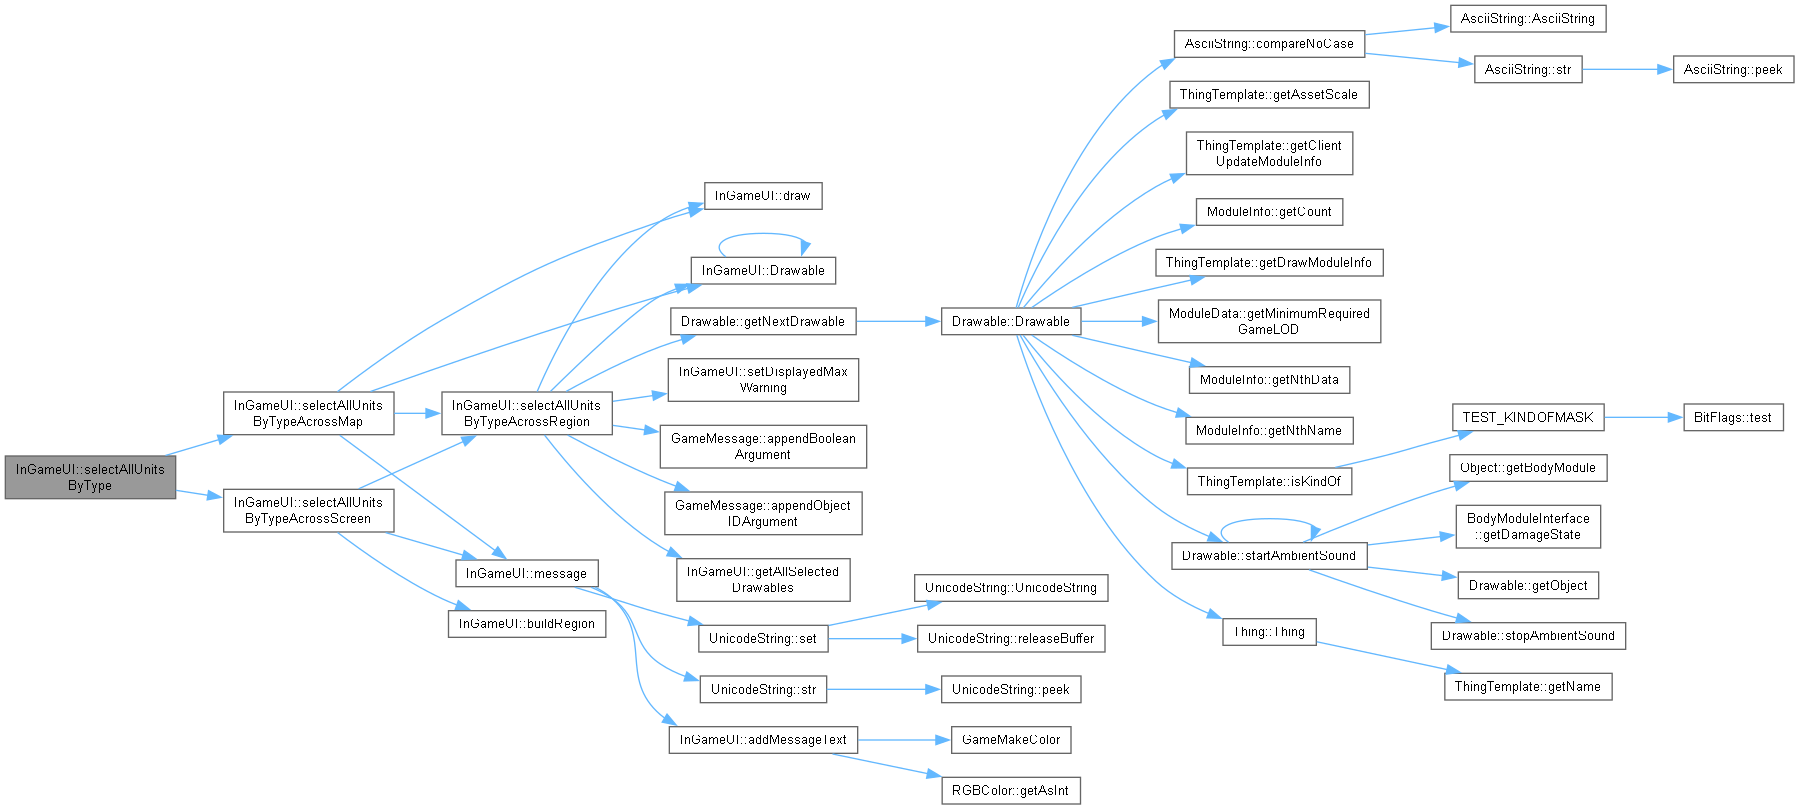 InGameUI::selectAllUnits
ByType
InGameUI::selectAllUnits
ByTypeAcrossMap
InGameUI::selectAllUnits
ByTypeAcrossScreen
InGameUI::draw
InGameUI::Drawable
InGameUI::selectAllUnits
ByTypeAcrossRegion
Drawable::getNextDrawable
InGameUI::setDisplayedMax
Warning
GameMessage::appendBoolean
Argument
GameMessage::appendObject
IDArgument
InGameUI::getAllSelected
Drawables
InGameUI::message
InGameUI::buildRegion
UnicodeString::set
UnicodeString::str
InGameUI::addMessageText
UnicodeString::UnicodeString
UnicodeString::releaseBuffer
UnicodeString::peek
GameMakeColor
RGBColor::getAsInt
Drawable::Drawable
AsciiString::compareNoCase
ThingTemplate::getAssetScale
ThingTemplate::getClient
UpdateModuleInfo
ModuleInfo::getCount
ThingTemplate::getDrawModuleInfo
ModuleData::getMinimumRequired
GameLOD
ModuleInfo::getNthData
ModuleInfo::getNthName
ThingTemplate::isKindOf
Drawable::startAmbientSound
Thing::Thing
AsciiString::AsciiString
AsciiString::str
AsciiString::peek
TEST_KINDOFMASK
BitFlags::test
Object::getBodyModule
BodyModuleInterface
::getDamageState
Drawable::getObject
Drawable::stopAmbientSound
ThingTemplate::getName